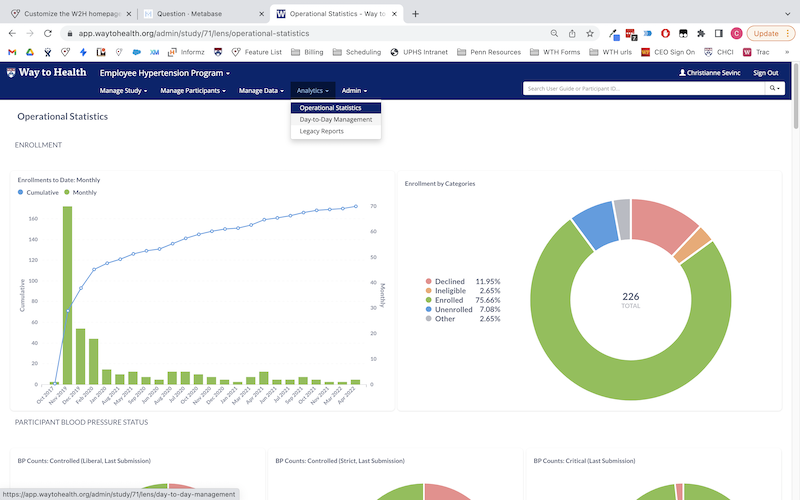 Customize the W2H homepage
Question - Metabase
Operational Statistics - Way to
app.waytohealth.org/admin/study/71/lens/operational-statistics
Update
Informz
Feature List
Billing
Scheduling
UPHS Intranet
Penn Resources
WTH Forms
WTH urls
CEO Sign On
CHCI
Trac
Way to Health
Employee Hypertension Program
Christianne Sevinc
Sign Out
Manage Study
Manage Participants
Manage Data
Analytics
Admin
Search User Guide or Participant ID...
Operational Statistics
Day-to-Day Management
Legacy Reports
Operational Statistics
ENROLLMENT
Enrollments to Date: Monthly
Cumulative
Monthly
160
140
120
100
80
60
40
20
0
Cumulative
70
60
50
40
30
20
10
0
Monthly
Oct 2017
Nov 2019
Dec 2019
Feb 2020
Jan 2020
Aug 2021
May 2021
Sep 2020
Jun 2020
Aug 2020
Jul 2020
Oct 2020
Nov 2020
Jan 2021
Mar 2021
Apr 2021
Jun 2021
Jul 2021
Sep 2021
Oct 2021
Nov 2021
Mar 2022
Apr 2022
Enrollment by Categories
Declined 11.95%
Ineligible 2.65%
Enrolled 75.66%
Unenrolled 7.08%
Other 2.65%
226
TOTAL
PARTICIPANT BLOOD PRESSURE STATUS
BP Counts: Controlled (Liberal, Last Submission)
BP Counts: Controlled (Strict, Last Submission)
BP Counts: Critical (Last Submission)
https://app.waytohealth.org/admin/study/71/lens/day-to-day-management